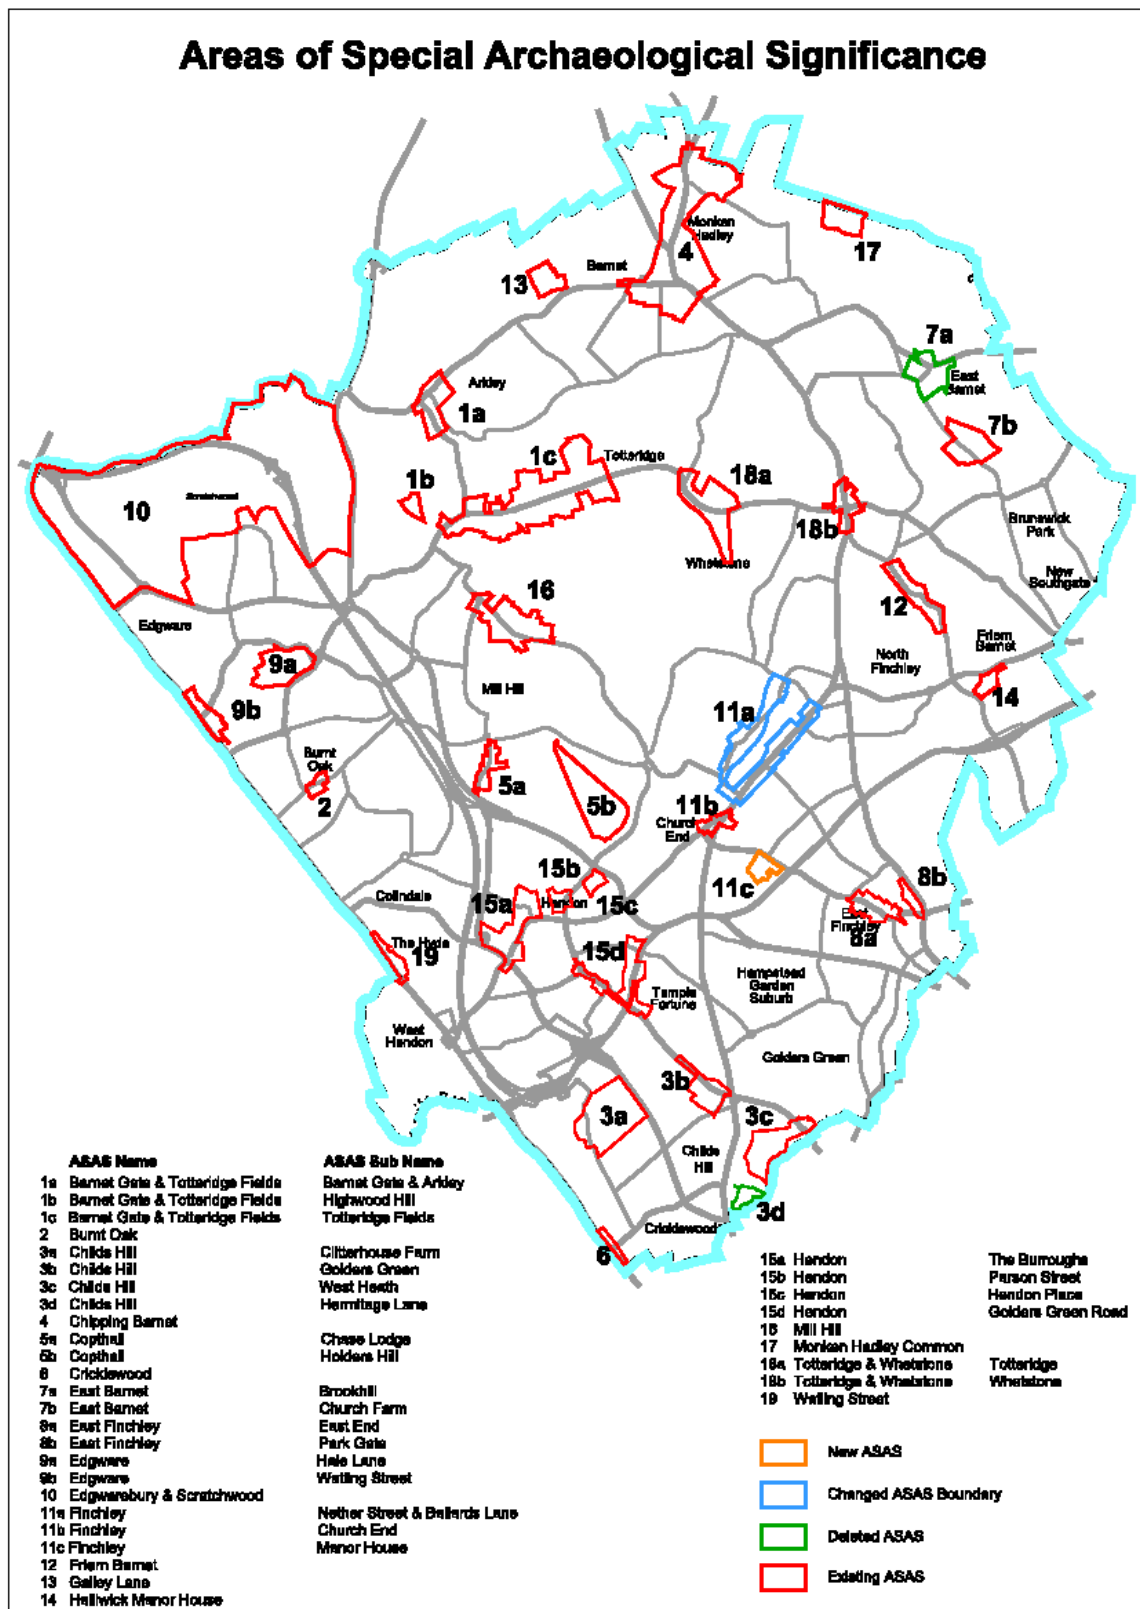 Areas of Special Archaeological Significance
17
Monken
Hadley
4
Barnet
13
7a
East
Barnet
Arkley
1a
7b
1c
Totteridge
18a
1b
Scratchwood
10
18b
Brunswick
Park
Whetstone
New
Southgate
16
12
Edgware
Friern
Barnet
9a
North
Finchley
Mill Hill
14
9b
11a
Burnt
Oak
5a
2
5b
11b
Church
End
15b
11c
8b
Colindale
15a
Hendon
15c
East
Finchley
8a
The Hyde
19
15d
Hampstead
Garden
Suburb
Temple
Fortune
West
Hendon
Golders Green
3b
3a
3c
Childs
Hill
3d
Cricklewood
6
ASAS Name ASAS Sub Name
1a Barnet Gate & Totteridge Fields Barnet Gate & Arkley
1b Barnet Gate & Totteridge Fields Highwood Hill
1c Barnet Gate & Totteridge Fields Totteridge Fields
2 Burnt Oak
3a Childs Hill Clitterhouse Farm
3b Childs Hill Golders Green
3c Childs Hill West Heath
3d Childs Hill Hermitage Lane
4 Chipping Barnet
5a Copthall Chase Lodge
5b Copthall Holders Hill
6 Cricklewood
7a East Barnet Brookhill
7b East Barnet Church Farm
8a East Finchley East End
8b East Finchley Park Gate
9a Edgware Hale Lane
9b Edgware Watling Street
10 Edgwarebury & Scratchwood
11a Finchley Nether Street & Ballards Lane
11b Finchley Church End
11c Finchley Manor House
12 Friern Barnet
13 Galley Lane
14 Halliwick Manor House
15a Hendon The Burroughs
15b Hendon Parson Street
15c Hendon Hendon Place
15d Hendon Golders Green Road
16 Mill Hill
17 Monken Hadley Common
18a Totteridge & Whetstone Totteridge
18b Totteridge & Whetstone Whetstone
19 Watling Street
New ASAS
Changed ASAS Boundary
Deleted ASAS
Existing ASAS